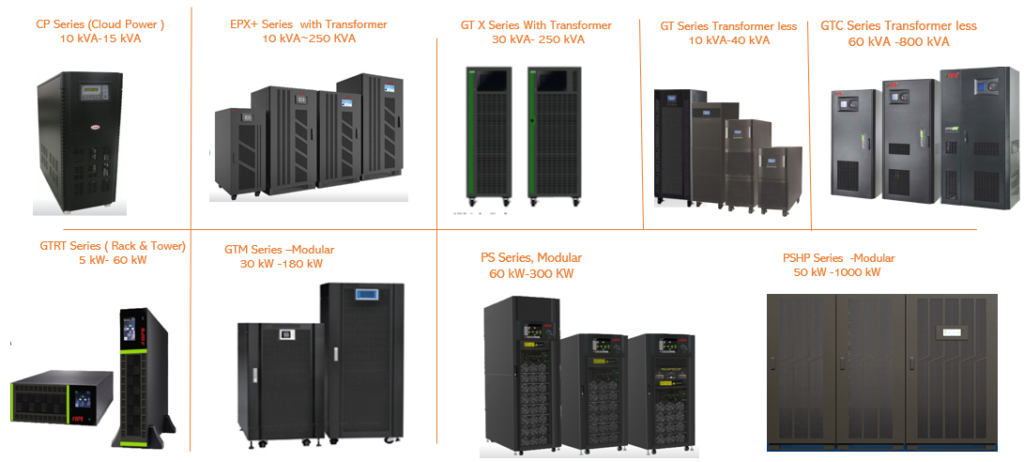 CP Series (Cloud Power )
10 kVA-15 kVA
EPX+ Series with Transformer
10 kVA~250 KVA
GT X Series With Transformer
30 kVA- 250 kVA
GT Series Transformer less
10 kVA-40 kVA
GTC Series Transformer less
60 kVA -800 kVA
GTRT Series ( Rack & Tower)
5 kW- 60 kW
GTM Series –Modular
30 kW -180 kW
PS Series, Modular
60 kW-300 KW
PSHP Series -Modular
50 kW -1000 kW